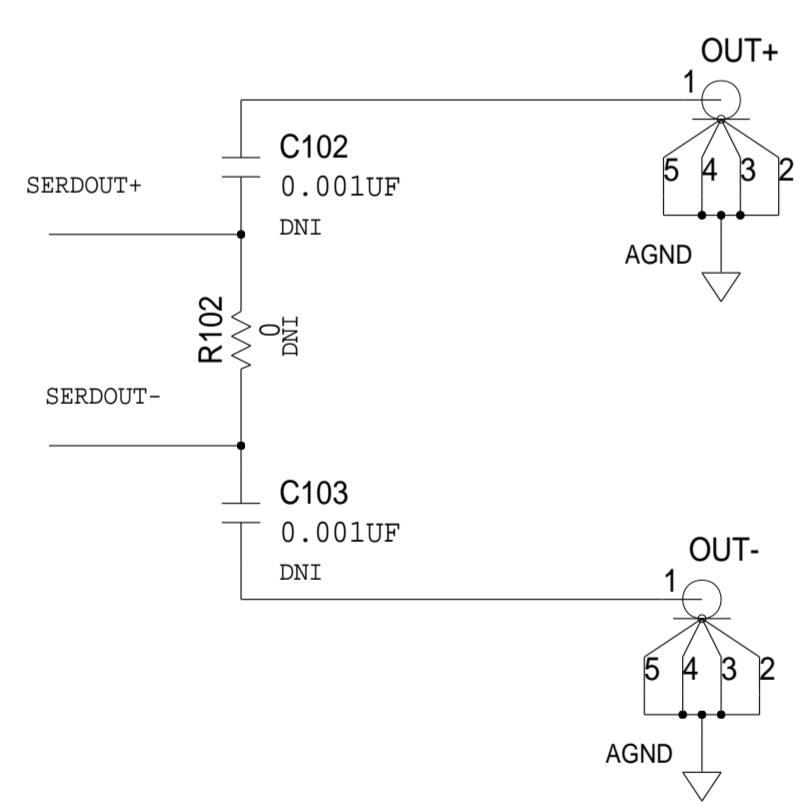 OUT+
1
C102
0.001UF
DNI
SERDOUT+
5 4 3 2
AGND
R102
0
DNI
SERDOUT-
C103
0.001UF
DNI
OUT-
1
5 4 3 2
AGND